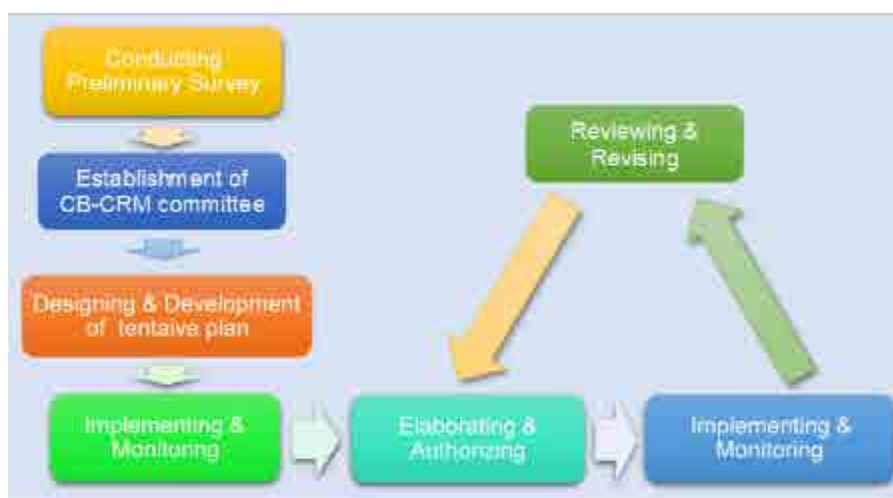 Conducting
Preliminary Survey
Establishment of
CB-CRM committee
Designing & Development
of tentaive plan
Implementing &
Monitoring
Elaborating &
Authorizing
Implementing &
Monitoring
Reviewing &
Revising